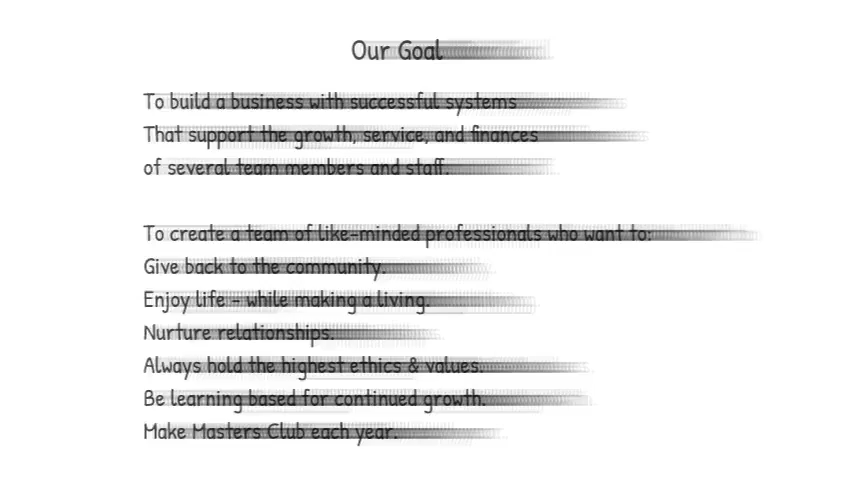 Our Goal
To build a business with successful systems
That support the growth, service, and finances
of several team members and staff.
To create a team of like-minded professionals who want to:
Give back to the community.
Enjoy life - while making a living.
Nurture relationships.
Always hold the highest ethics & values.
Be learning based for continued growth.
Make Masters Club each year.